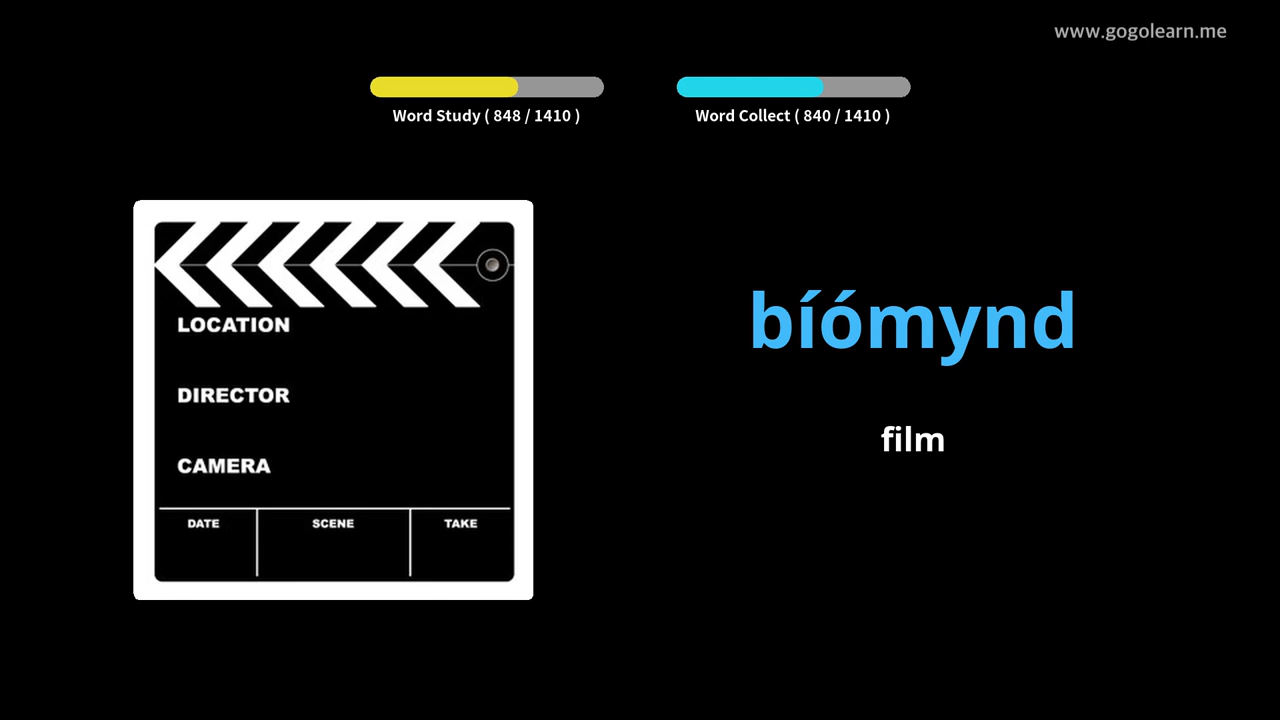 www.gogolearn.me
Word Study ( 848 / 1410 )
Word Collect ( 840 / 1410 )
LOCATION
DIRECTOR
CAMERA
DATE
SCENE
TAKE
bíómynd
film